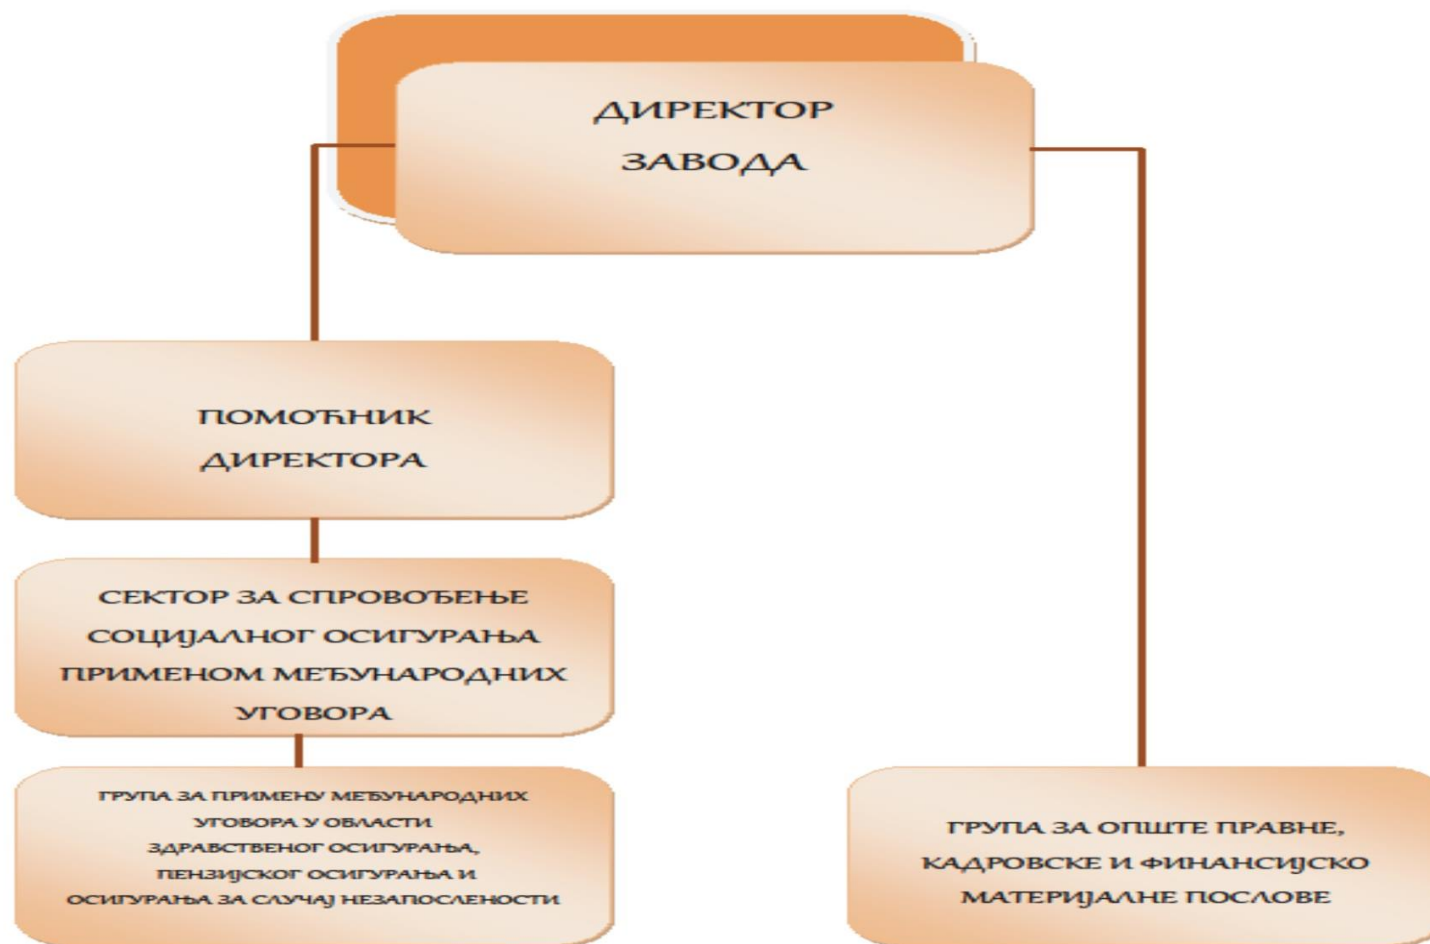 ДИРЕКТОР
ЗАВОДА
ПОМОЋНИК
ДИРЕКТОРА
СЕКТОР ЗА СПРОВОЂЕЊЕ
СОЦИЈАЛНОГ ОСИГУРАЊА
ПРИМЕНОМ МЕЂУНАРОДНИХ
УГОВОРА
ГРУПА ЗА ПРИМЕНУ МЕЂУНАРОДНИХ
УГОВОРА У ОБЛАСТИ
ЗДРАВСТВЕНОГ ОСИГУРАЊА,
ПЕНЗИЈСКОГ ОСИГУРАЊА И
ОСИГУРАЊА ЗА СЛУЧАЈ НЕЗАПОСЛЕНОСТИ
ГРУПА ЗА ОПШТЕ ПРАВНЕ,
КАДРОВСКЕ И ФИНАНСИЈСКО
МАТЕРИЈАЛНЕ ПОСЛОВЕ